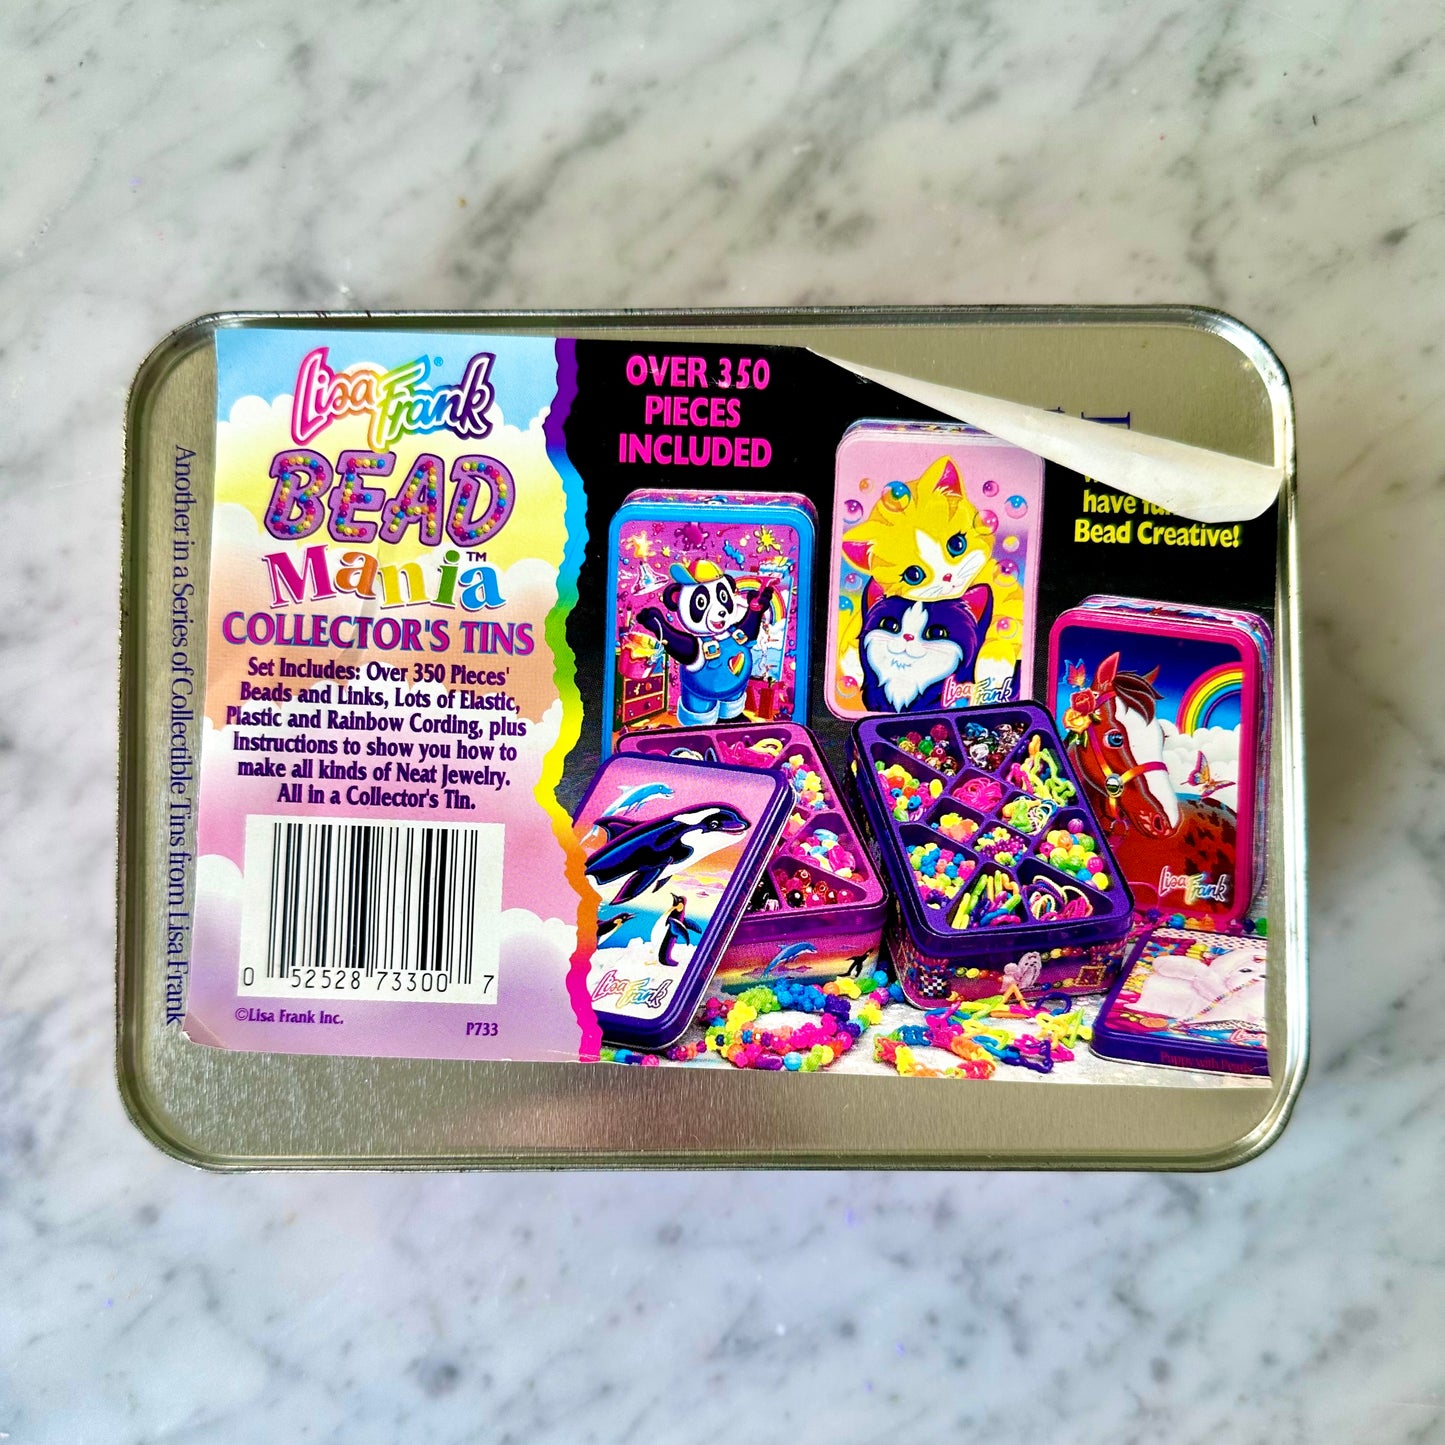 Lisa Frank®
BEAD
Mania™
COLLECTOR'S TINS
Set Includes: Over 350 Pieces'
Beads and Links, Lots of Elastic,
Plastic and Rainbow Cording, plus
Instructions to show you how to
make all kinds of Neat Jewelry.
All in a Collector's Tin.
0 52528 73300 7
©Lisa Frank Inc.
P733
OVER 350
PIECES
INCLUDED
have
Bead Creative!
Lisa Frank
Lisa Frank
Lisa Frank
Another in a Series of Collectible Tins from Lisa Frank